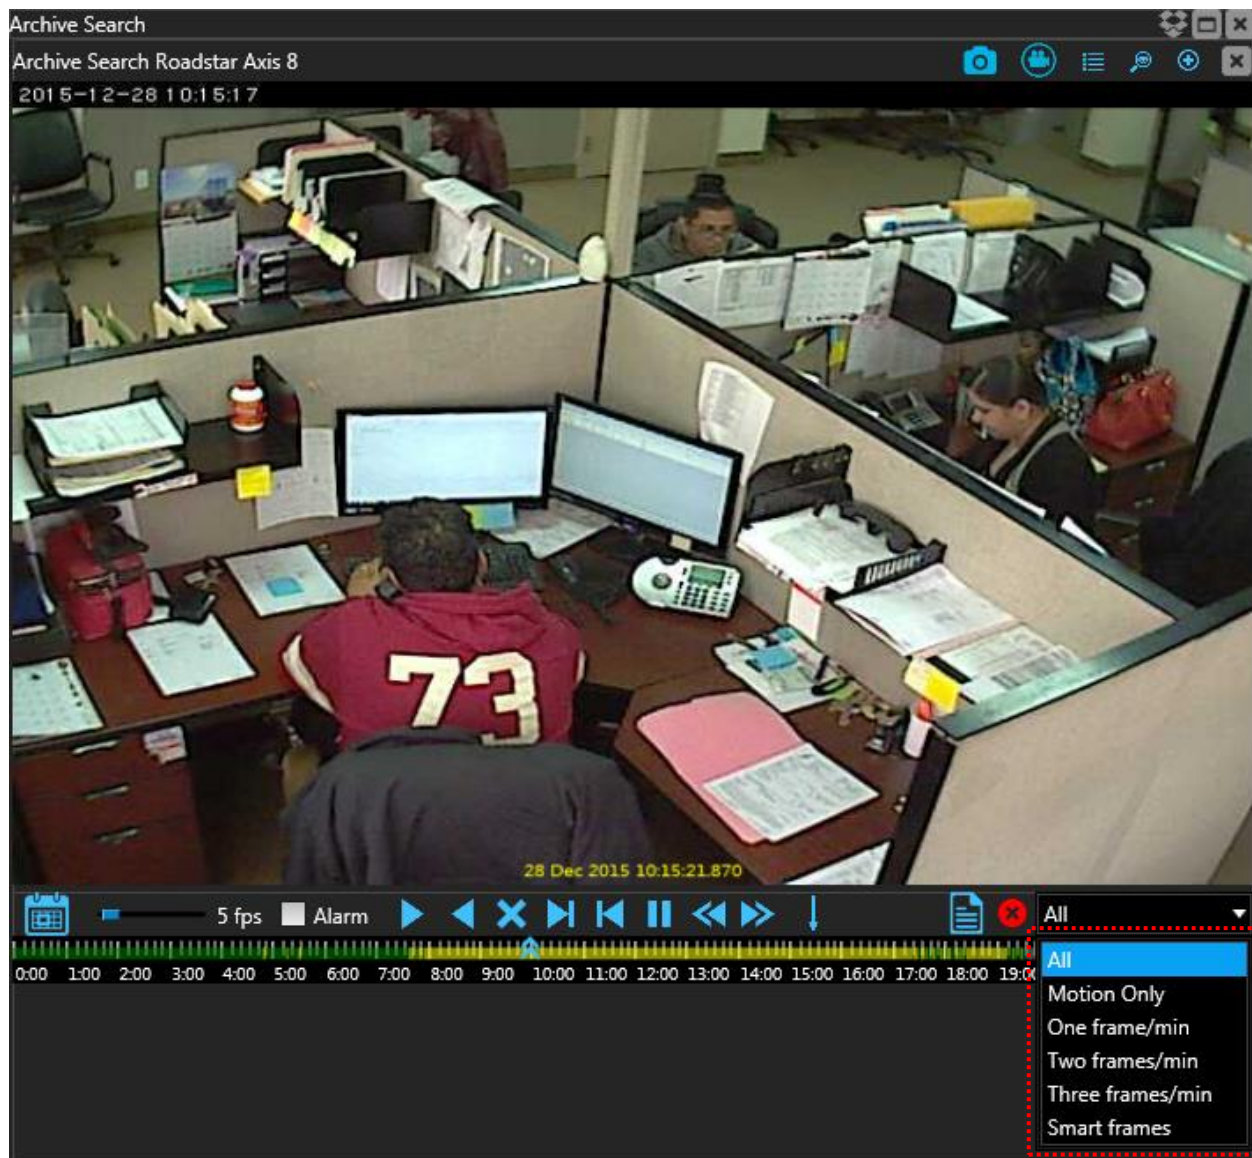 Archive Search
Archive Search Roadstar Axis 8
2015-12-28 10:15:17
73
28 Dec 2015 10:15:21.870
5 fps Alarm All
0:00 1:00 2:00 3:00 4:00 5:00 6:00 7:00 8:00 9:00 10:00 11:00 12:00 13:00 14:00 15:00 16:00 17:00 18:00
All
Motion Only
One frame/min
Two frames/min
Three frames/min
Smart frames